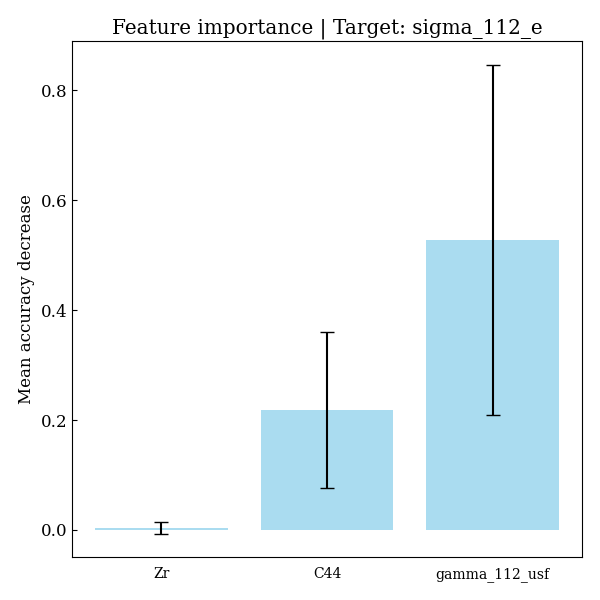 Feature importance | Target: sigma_112_e
Mean accuracy decrease
0.8
0.6
0.4
0.2
0.0
Zr
C44
gamma_112_usf